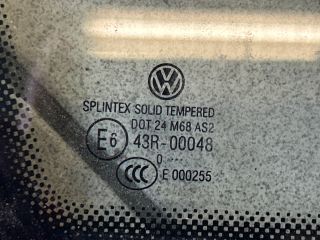 SPLINTEX SOLID TEMPERED
DOT 24 M68 AS2
E6 43R-00048
0 ....
CCC E 000255